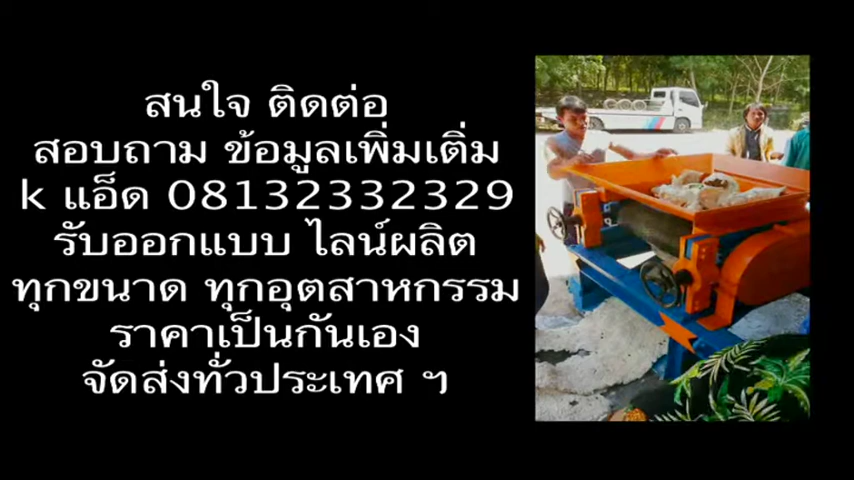 สนใจ ติดต่อ
สอบถาม ข้อมูลเพิ่มเติ่ม
k แอ็ด 08132332329
รับออกแบบ ไลน์ผลิต
ทุกขนาด ทุกอุตสาหกรรม
ราคาเป็นกันเอง
จัดส่งทั่วประเทศ ฯ